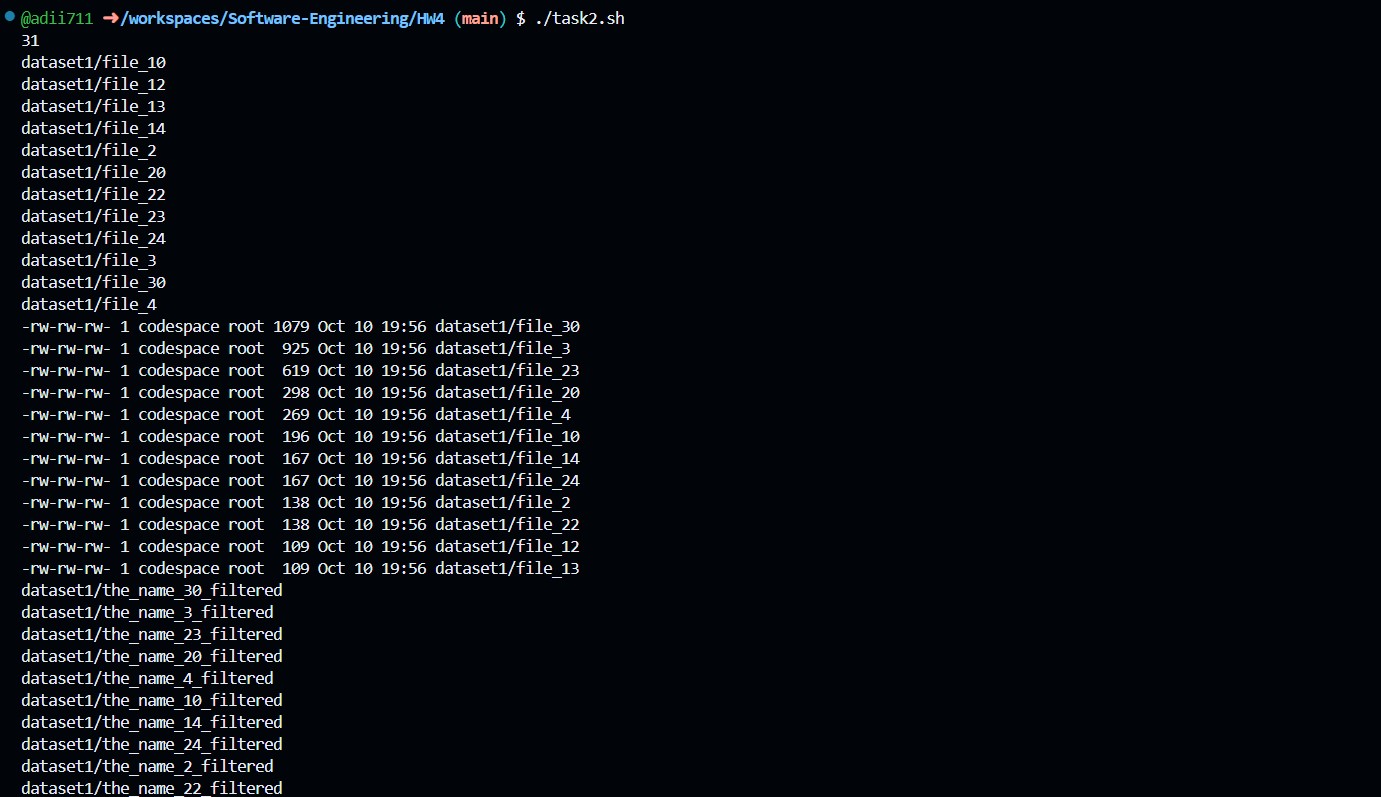 @adii711 ➜/workspaces/Software-Engineering/HW4 (main) $ ./task2.sh
31
dataset1/file_10
dataset1/file_12
dataset1/file_13
dataset1/file_14
dataset1/file_2
dataset1/file_20
dataset1/file_22
dataset1/file_23
dataset1/file_24
dataset1/file_3
dataset1/file_30
dataset1/file_4
-rw-rw-rw- 1 codespace root 1079 Oct 10 19:56 dataset1/file_30
-rw-rw-rw- 1 codespace root  925 Oct 10 19:56 dataset1/file_3
-rw-rw-rw- 1 codespace root  619 Oct 10 19:56 dataset1/file_23
-rw-rw-rw- 1 codespace root  298 Oct 10 19:56 dataset1/file_20
-rw-rw-rw- 1 codespace root  269 Oct 10 19:56 dataset1/file_4
-rw-rw-rw- 1 codespace root  196 Oct 10 19:56 dataset1/file_10
-rw-rw-rw- 1 codespace root  167 Oct 10 19:56 dataset1/file_14
-rw-rw-rw- 1 codespace root  167 Oct 10 19:56 dataset1/file_24
-rw-rw-rw- 1 codespace root  138 Oct 10 19:56 dataset1/file_2
-rw-rw-rw- 1 codespace root  138 Oct 10 19:56 dataset1/file_22
-rw-rw-rw- 1 codespace root  109 Oct 10 19:56 dataset1/file_12
-rw-rw-rw- 1 codespace root  109 Oct 10 19:56 dataset1/file_13
dataset1/the_name_30_filtered
dataset1/the_name_3_filtered
dataset1/the_name_23_filtered
dataset1/the_name_20_filtered
dataset1/the_name_4_filtered
dataset1/the_name_10_filtered
dataset1/the_name_14_filtered
dataset1/the_name_24_filtered
dataset1/the_name_2_filtered
dataset1/the_name_22_filtered